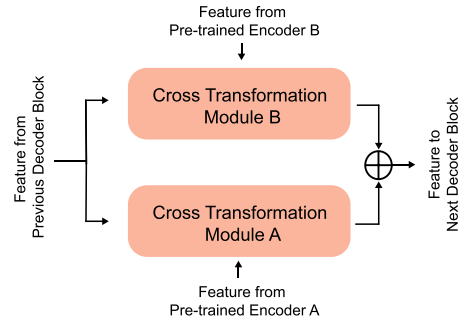 Feature from
Pre-trained Encoder B
Cross Transformation
Module B
Feature from
Previous Decoder Block
Feature to
Next Decoder Block
Cross Transformation
Module A
Feature from
Pre-trained Encoder A